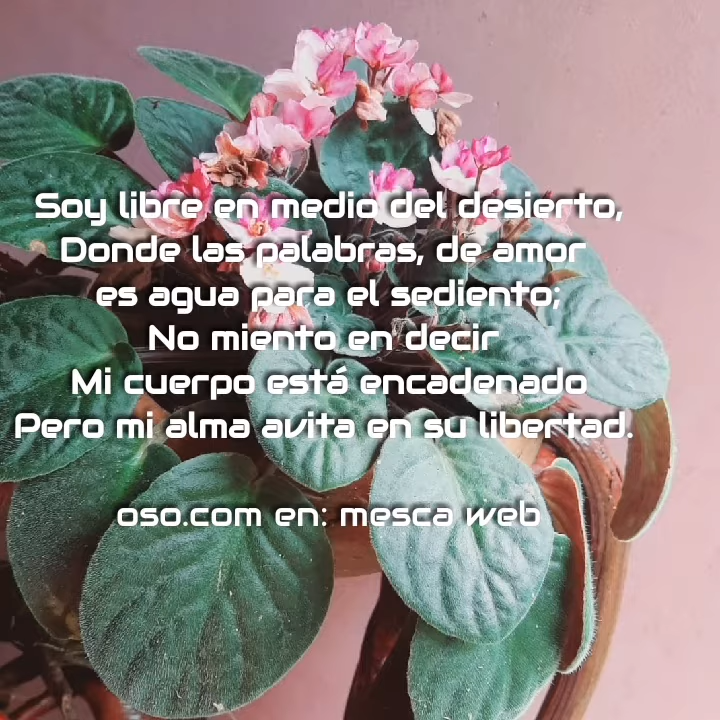 Soy libre en medio del desierto,
Donde las palabras, de amor
es agua para el sediento;
No miento en decir
Mi cuerpo está encadenado
Pero mi alma avita en su libertad.
oso.com en: mesca web